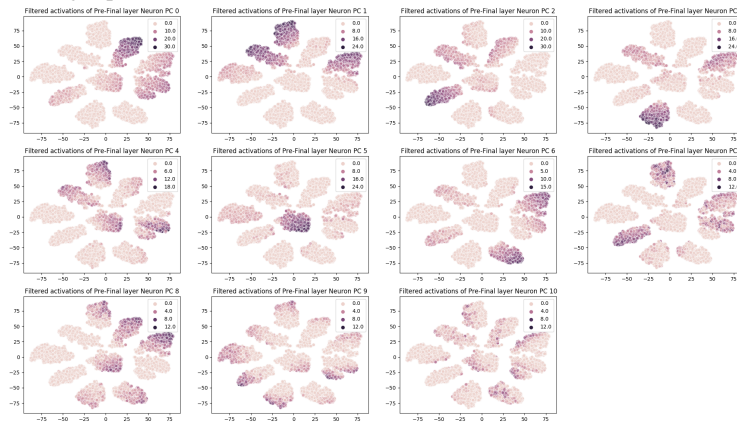 Filtered activations of Pre-Final layer Neuron PC 0
Filtered activations of Pre-Final layer Neuron PC 1
Filtered activations of Pre-Final layer Neuron PC 2
Filtered activations of Pre-Final layer Neuron PC
75 50 25 0 −25 −50 −75
0.0 10.0 20.0 30.0
−75 −50 −25 0 25 50 75
75 50 25 0 −25 −50 −75
0.0 8.0 16.0 24.0
−75 −50 −25 0 25 50 75
75 50 25 0 −25 −50 −75
0.0 10.0 20.0 30.0
−75 −50 −25 0 25 50 75
75 50 25 0 −25 −50 −75
0.0 8.0 16. 24.
−75 −50 −25 0 25 50 75
Filtered activations of Pre-Final layer Neuron PC 4
Filtered activations of Pre-Final layer Neuron PC 5
Filtered activations of Pre-Final layer Neuron PC 6
Filtered activations of Pre-Final layer Neuron PC
75 50 25 0 −25 −50 −75
0.0 6.0 12.0 18.0
−75 −50 −25 0 25 50 75
75 50 25 0 −25 −50 −75
0.0 8.0 16.0 24.0
−75 −50 −25 0 25 50 75
75 50 25 0 −25 −50 −75
0.0 5.0 10.0 15.0
−75 −50 −25 0 25 50 75
75 50 25 0 −25 −50 −75
0.0 4.0 8.0 12.
−75 −50 −25 0 25 50 75
Filtered activations of Pre-Final layer Neuron PC 8
Filtered activations of Pre-Final layer Neuron PC 9
Filtered activations of Pre-Final layer Neuron PC 10
75 50 25 0 −25 −50 −75
0.0 4.0 8.0 12.0
−75 −50 −25 0 25 50 75
75 50 25 0 −25 −50 −75
0.0 4.0 8.0 12.0
−75 −50 −25 0 25 50 75
75 50 25 0 −25 −50 −75
0.0 4.0 8.0 12.0
−75 −50 −25 0 25 50 75